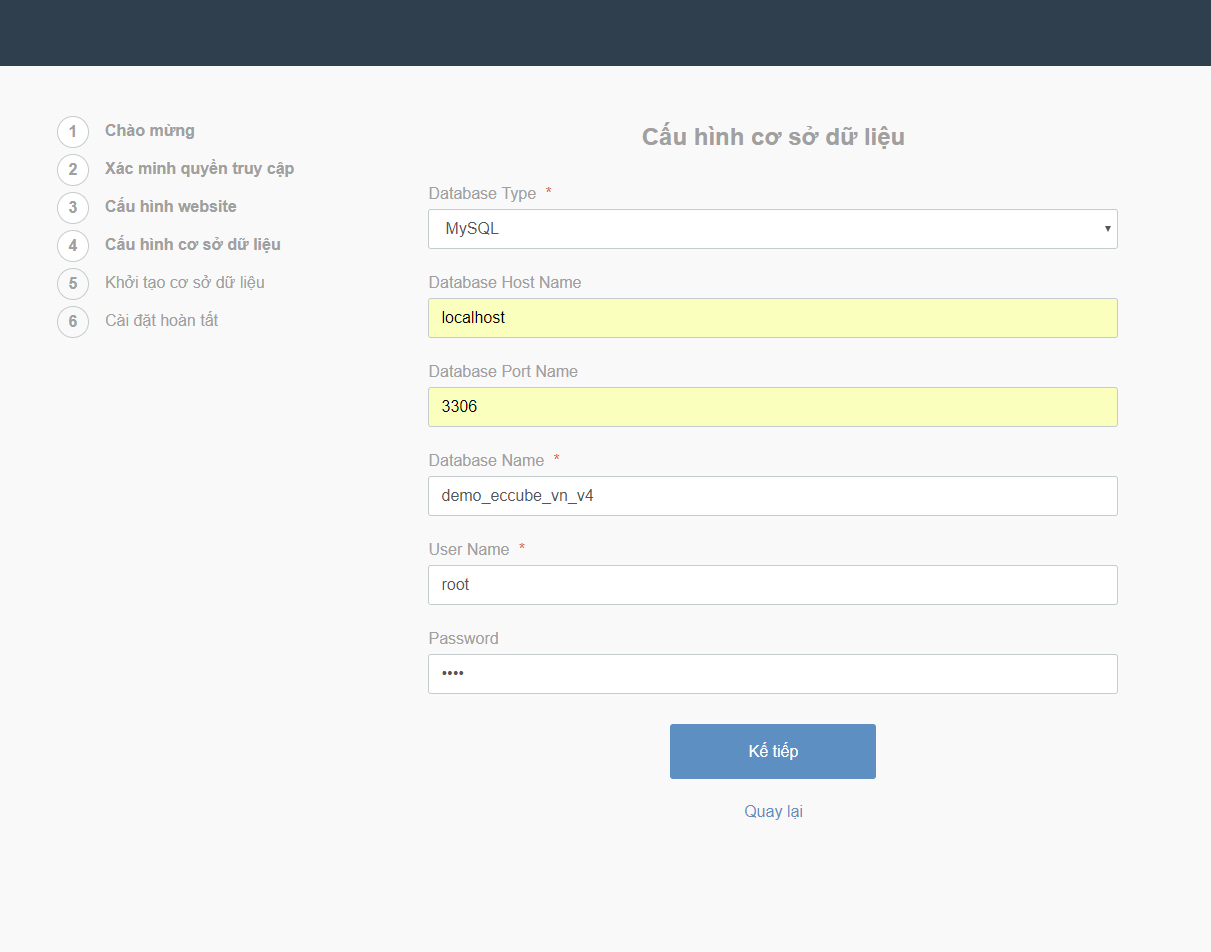 1 Chào mừng
2 Xác minh quyền truy cập
3 Cấu hình website
4 Cấu hình cơ sở dữ liệu
5 Khởi tạo cơ sở dữ liệu
6 Cài đặt hoàn tất
Cấu hình cơ sở dữ liệu
Database Type *
MySQL
Database Host Name
localhost
Database Port Name
3306
Database Name *
demo_eccube_vn_v4
User Name *
root
Password
••••
Kế tiếp
Quay lại